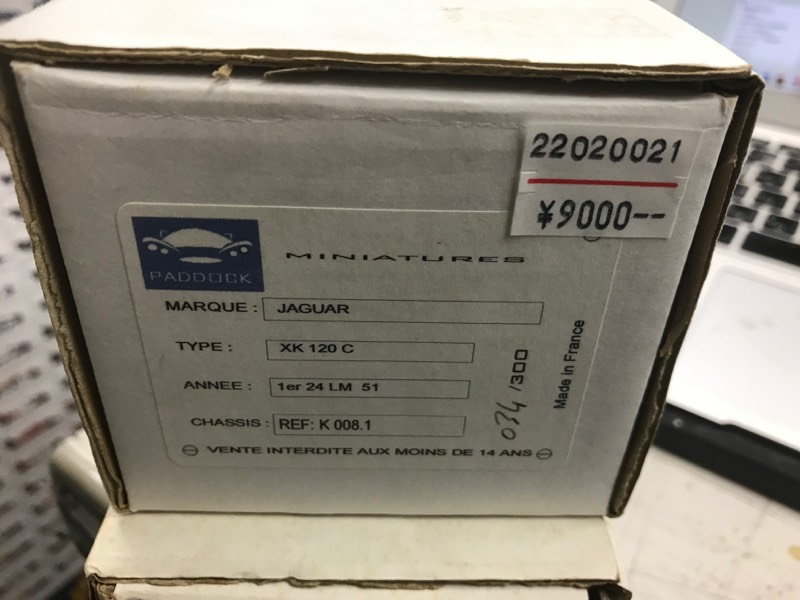 22020021
¥9000--
PADDOCK
MINIATURES
MARQUE : JAGUAR
TYPE : XK 120 C
ANNEE : 1er 24 LM 51
CHASSIS : REF: K 008.1
034/300
Made in France
VENTE INTERDITE AUX MOINS DE 14 ANS